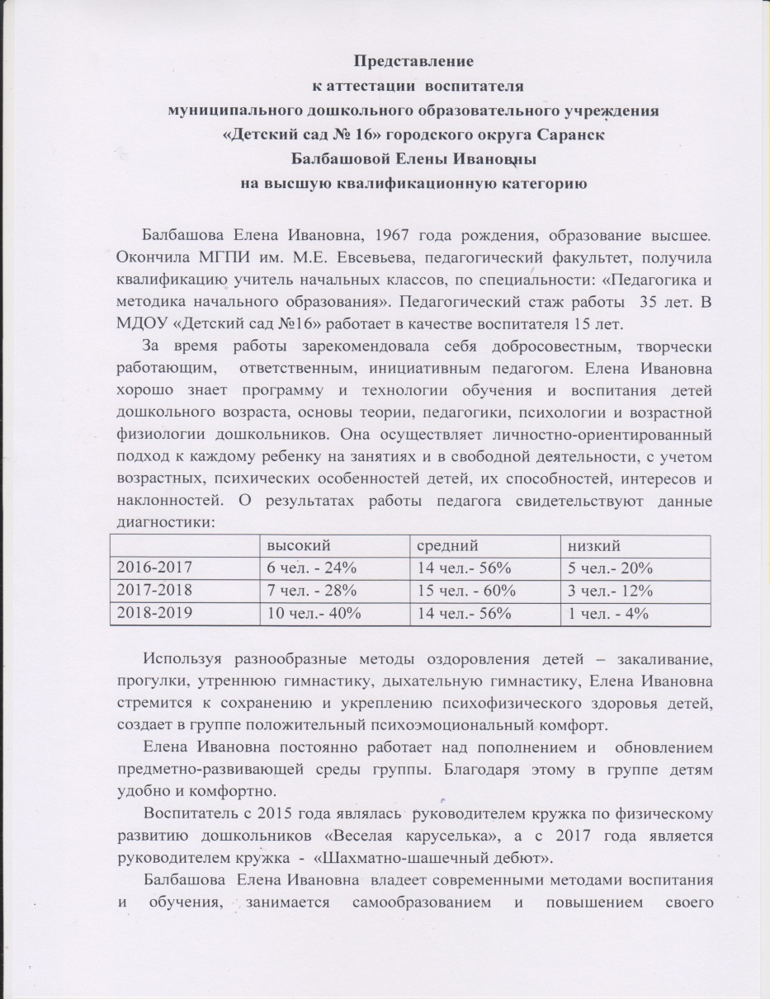 Представление
к аттестации воспитателя
муниципального дошкольного образовательного учреждения
«Детский сад № 16» городского округа Саранск
Балбашовой Елены Ивановны
на высшую квалификационную категорию
Балбашова Елена Ивановна, 1967 года рождения, образование высшее.
Окончила МГПИ им. М.Е. Евсевьева, педагогический факультет, получила
квалификацию учитель начальных классов, по специальности: «Педагогика и
методика начального образования». Педагогический стаж работы 35 лет. В
МДОУ «Детский сад №16» работает в качестве воспитателя 15 лет.
За время работы зарекомендовала себя добросовестным, творчески
работающим, ответственным, инициативным педагогом. Елена Ивановна
хорошо знает программу и технологии обучения и воспитания детей
дошкольного возраста, основы теории, педагогики, психологии и возрастной
физиологии дошкольников. Она осуществляет личностно-ориентированный
подход к каждому ребенку на занятиях и в свободной деятельности, с учетом
возрастных, психических особенностей детей, их способностей, интересов и
наклонностей. О результатах работы педагога свидетельствуют данные
диагностики:
высокий средний низкий
2016-2017 6 чел. - 24% 14 чел.- 56% 5 чел.- 20%
2017-2018 7 чел. - 28% 15 чел. - 60% 3 чел.- 12%
2018-2019 10 чел.- 40% 14 чел.- 56% 1 чел. - 4%
Используя разнообразные методы оздоровления детей – закаливание,
прогулки, утреннюю гимнастику, дыхательную гимнастику, Елена Ивановна
стремится к сохранению и укреплению психофизического здоровья детей,
создает в группе положительный психоэмоциональный комфорт.
Елена Ивановна постоянно работает над пополнением и обновлением
предметно-развивающей среды группы. Благодаря этому в группе детям
удобно и комфортно.
Воспитатель с 2015 года являлась руководителем кружка по физическому
развитию дошкольников «Веселая каруселька», а с 2017 года является
руководителем кружка - «Шахматно-шашечный дебют».
Балбашова Елена Ивановна владеет современными методами воспитания
и обучения, занимается самообразованием и повышением своего